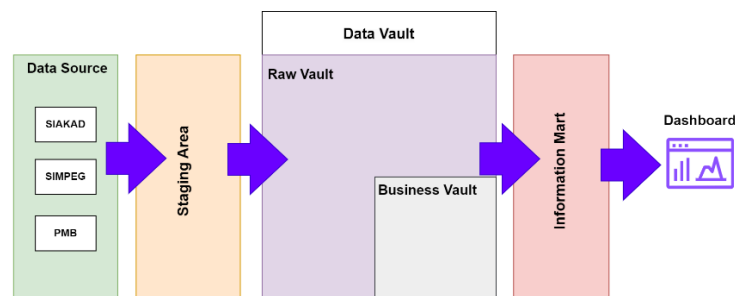 Data Source
SIAKAD
SIMPEG
PMB
Staging Area
Data Vault
Raw Vault
Business Vault
Information Mart
Dashboard